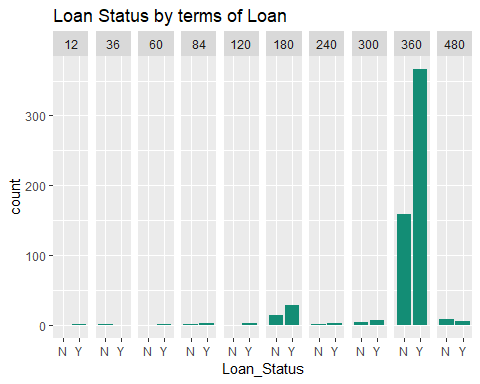 Loan Status by terms of Loan
12 36 60 84 120 180 240 300 360 480
300
200
100
0
count
N Y N Y N Y N Y N Y N Y N Y N Y N Y N Y
Loan_Status